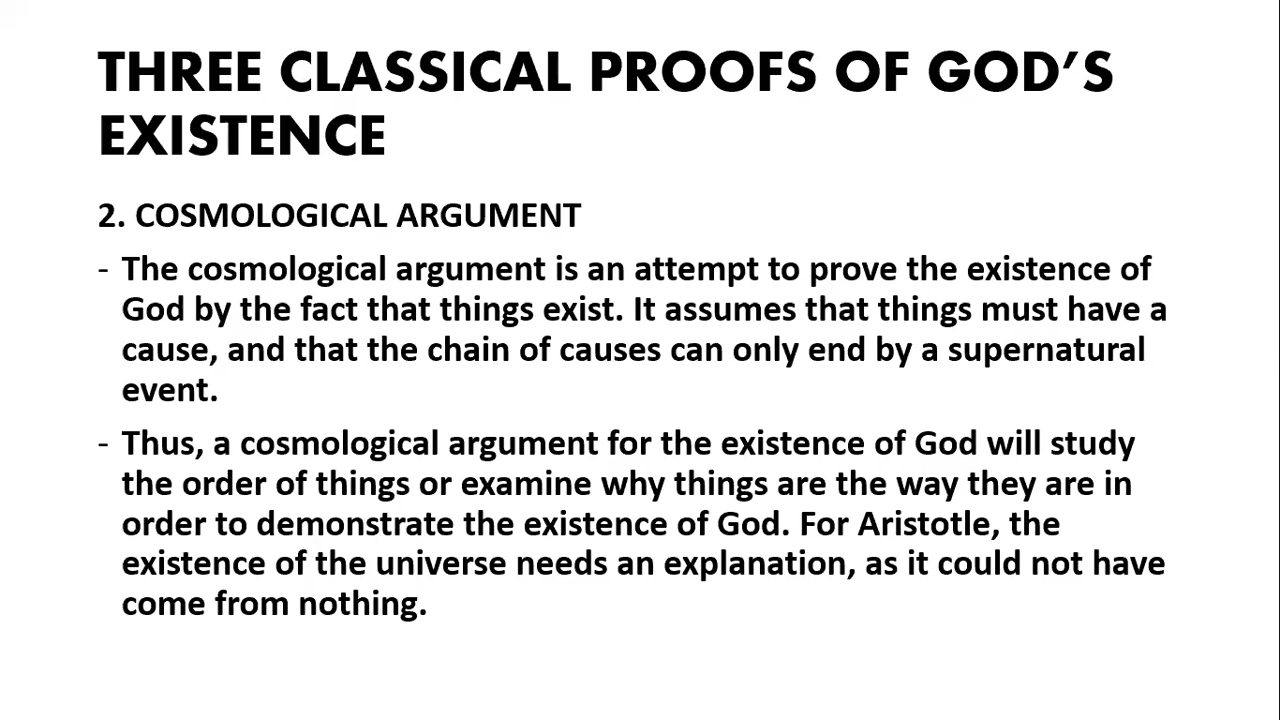 THREE CLASSICAL PROOFS OF GOD’S
EXISTENCE
2. COSMOLOGICAL ARGUMENT
- The cosmological argument is an attempt to prove the existence of
God by the fact that things exist. It assumes that things must have a
cause, and that the chain of causes can only end by a supernatural
event.
- Thus, a cosmological argument for the existence of God will study
the order of things or examine why things are the way they are in
order to demonstrate the existence of God. For Aristotle, the
existence of the universe needs an explanation, as it could not have
come from nothing.